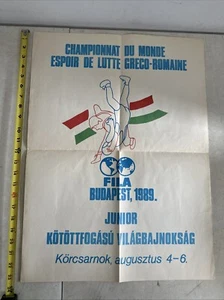 CHAMPIONNAT DU MONDE
ESPOIR DE LUTTE GRECO-ROMAINE
FILA
BUDAPEST, 1989.
JUNIOR
KÖTÖTTFOGÁSÚ VILÁGBAJNOKSÁG
Körcsarnok, augusztus 4-6.